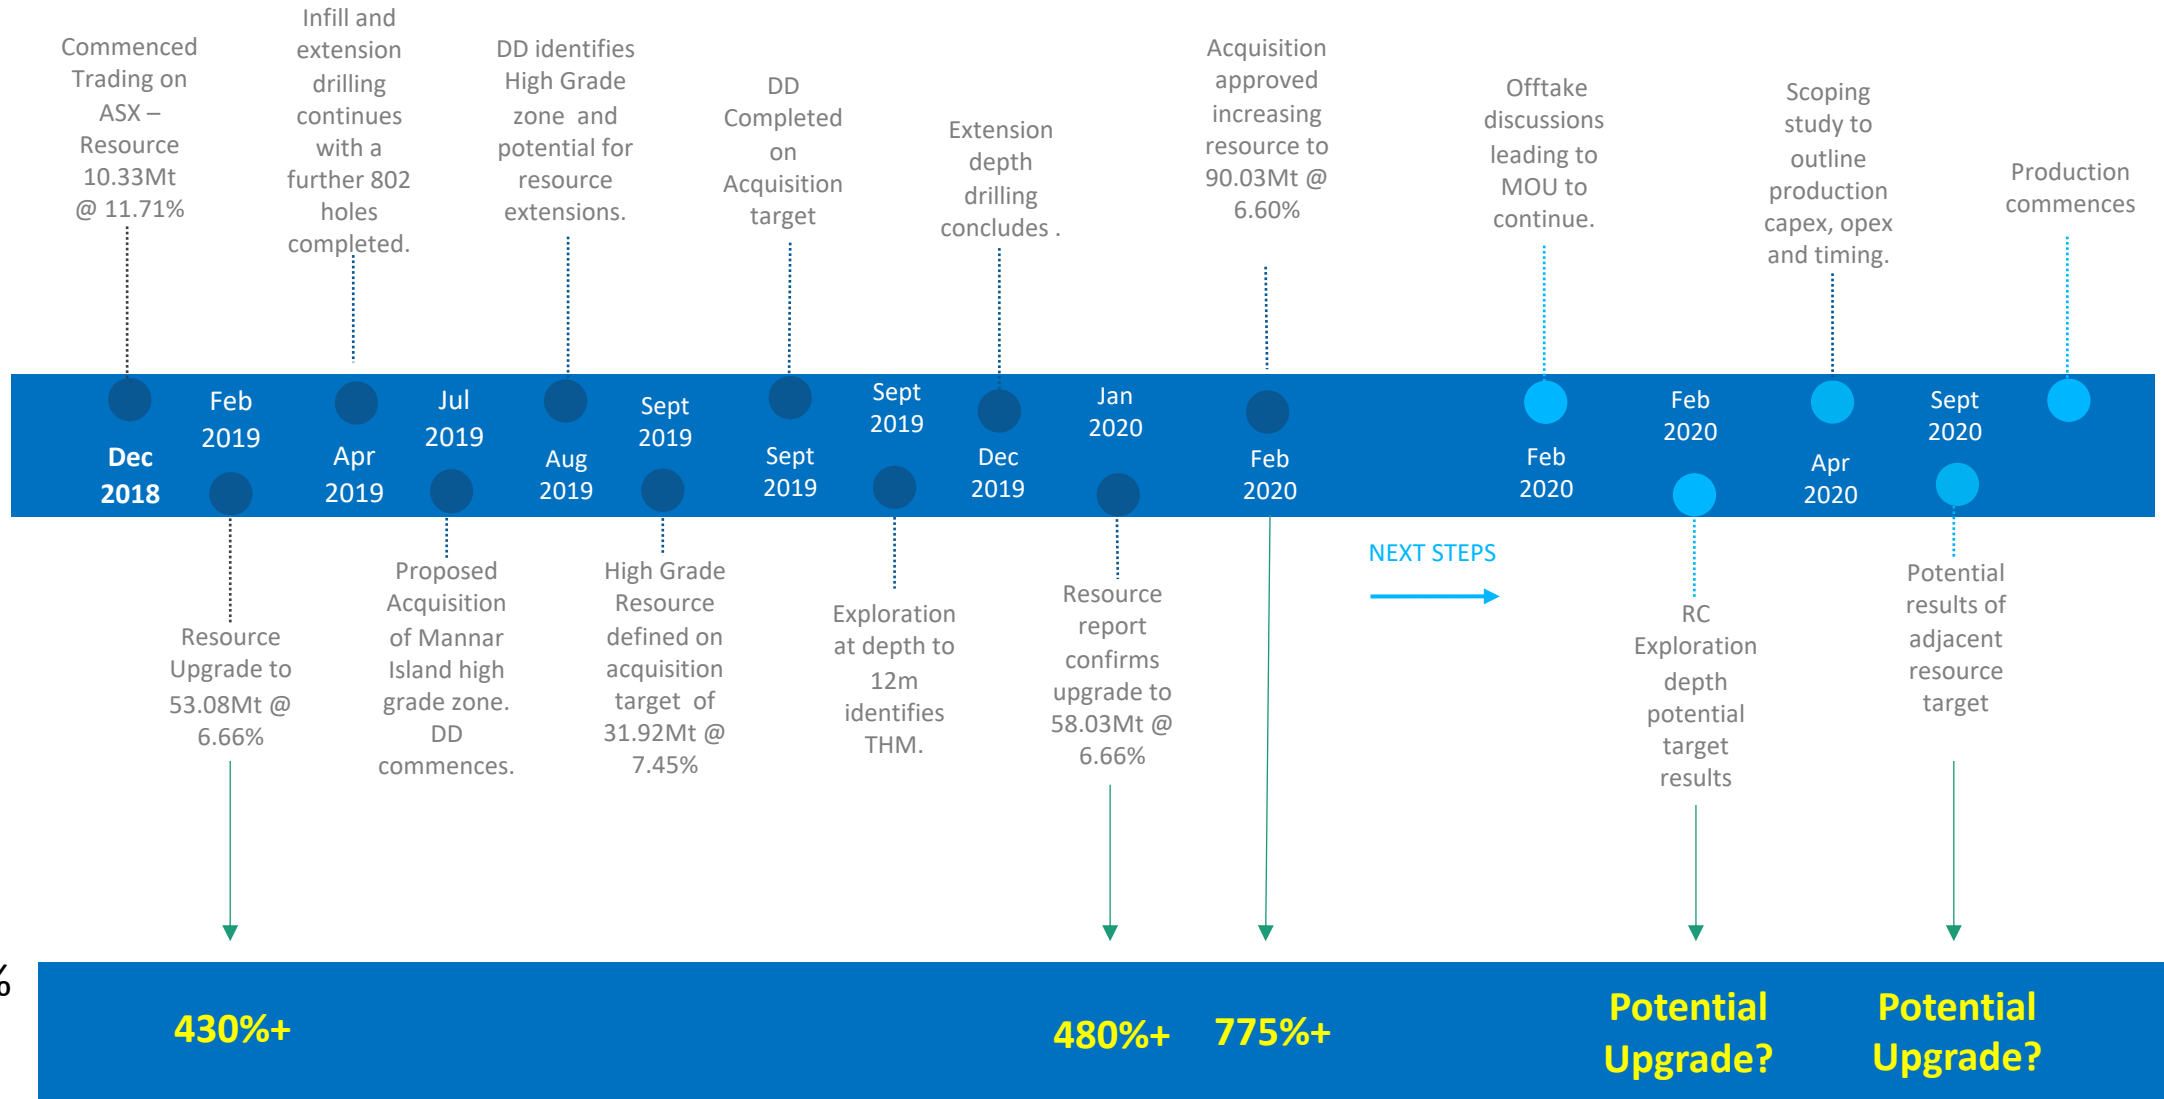 Commenced
Trading on
ASX –
Resource
10.33Mt
@ 11.71%
Infill and
extension
drilling
continues
with a
further 802
holes
completed.
DD identifies
High Grade
zone and
potential for
resource
extensions.
DD
Completed
on
Acquisition
target
Extension
depth
drilling
concludes .
Acquisition
approved
increasing
resource to
90.03Mt @
6.60%
Offtake
discussions
leading to
MOU to
continue.
Scoping
study to
outline
production
capex, opex
and timing.
Production
commences
Dec
2018
Feb
2019
Apr
2019
Jul
2019
Aug
2019
Sept
2019
Sept
2019
Sept
2019
Dec
2019
Jan
2020
Feb
2020
Feb
2020
Feb
2020
Apr
2020
Sept
2020
Resource
Upgrade to
53.08Mt @
6.66%
Proposed
Acquisition
of Mannar
Island high
grade zone.
DD
commences.
High Grade
Resource
defined on
acquisition
target of
31.92Mt @
7.45%
Exploration
at depth to
12m
identifies
THM.
Resource
report
confirms
upgrade to
58.03Mt @
6.66%
NEXT STEPS
RC
Exploration
depth
potential
target
results
Potential
results of
adjacent
resource
target
%
430%+
480%+
775%+
Potential
Upgrade?
Potential
Upgrade?